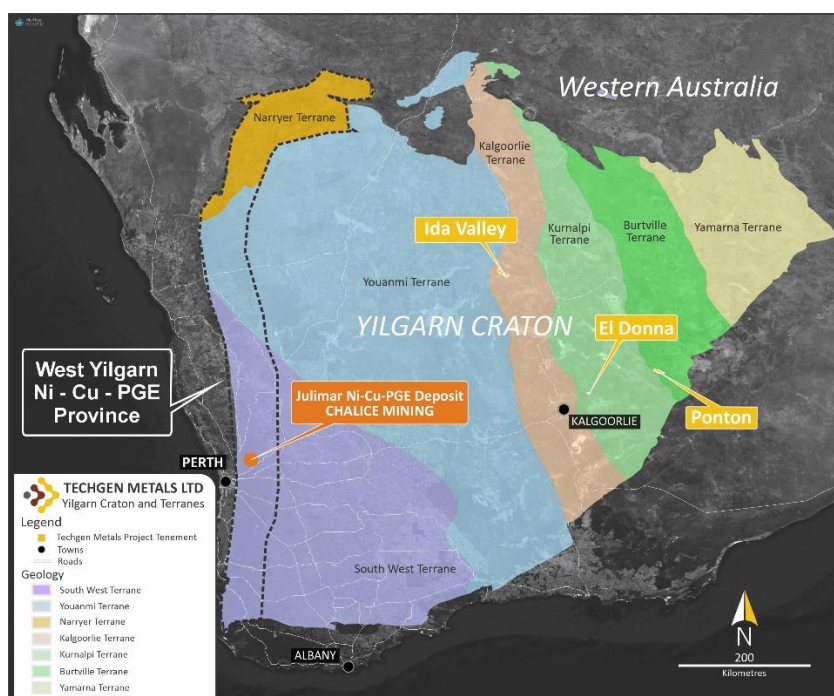 Western Australia
Narryer Terrane
Kalgoorlie
Terrane
Ida Valley
Kurnalpi
Terrane
Burtville
Terrane
Yamarna Terrane
Youanmi Terrane
YILGARN CRATON
El Donna
West Yilgarn
Ni - Cu - PGE
Province
Julimar Ni-Cu-PGE Deposit
CHALICE MINING
KALGOORLIE
Ponton
PERTH
South West Terrane
ALBANY
TECHGEN METALS LTD
Yilgarn Craton and Terranes
Legend
Techgen Metals Project Tenement
Towns
Roads
Geology
South West Terrane
Youanmi Terrane
Narryer Terrane
Kalgoorlie Terrane
Kurnalpi Terrane
Burtville Terrane
Yamarna Terrane
N
200
Kilometres